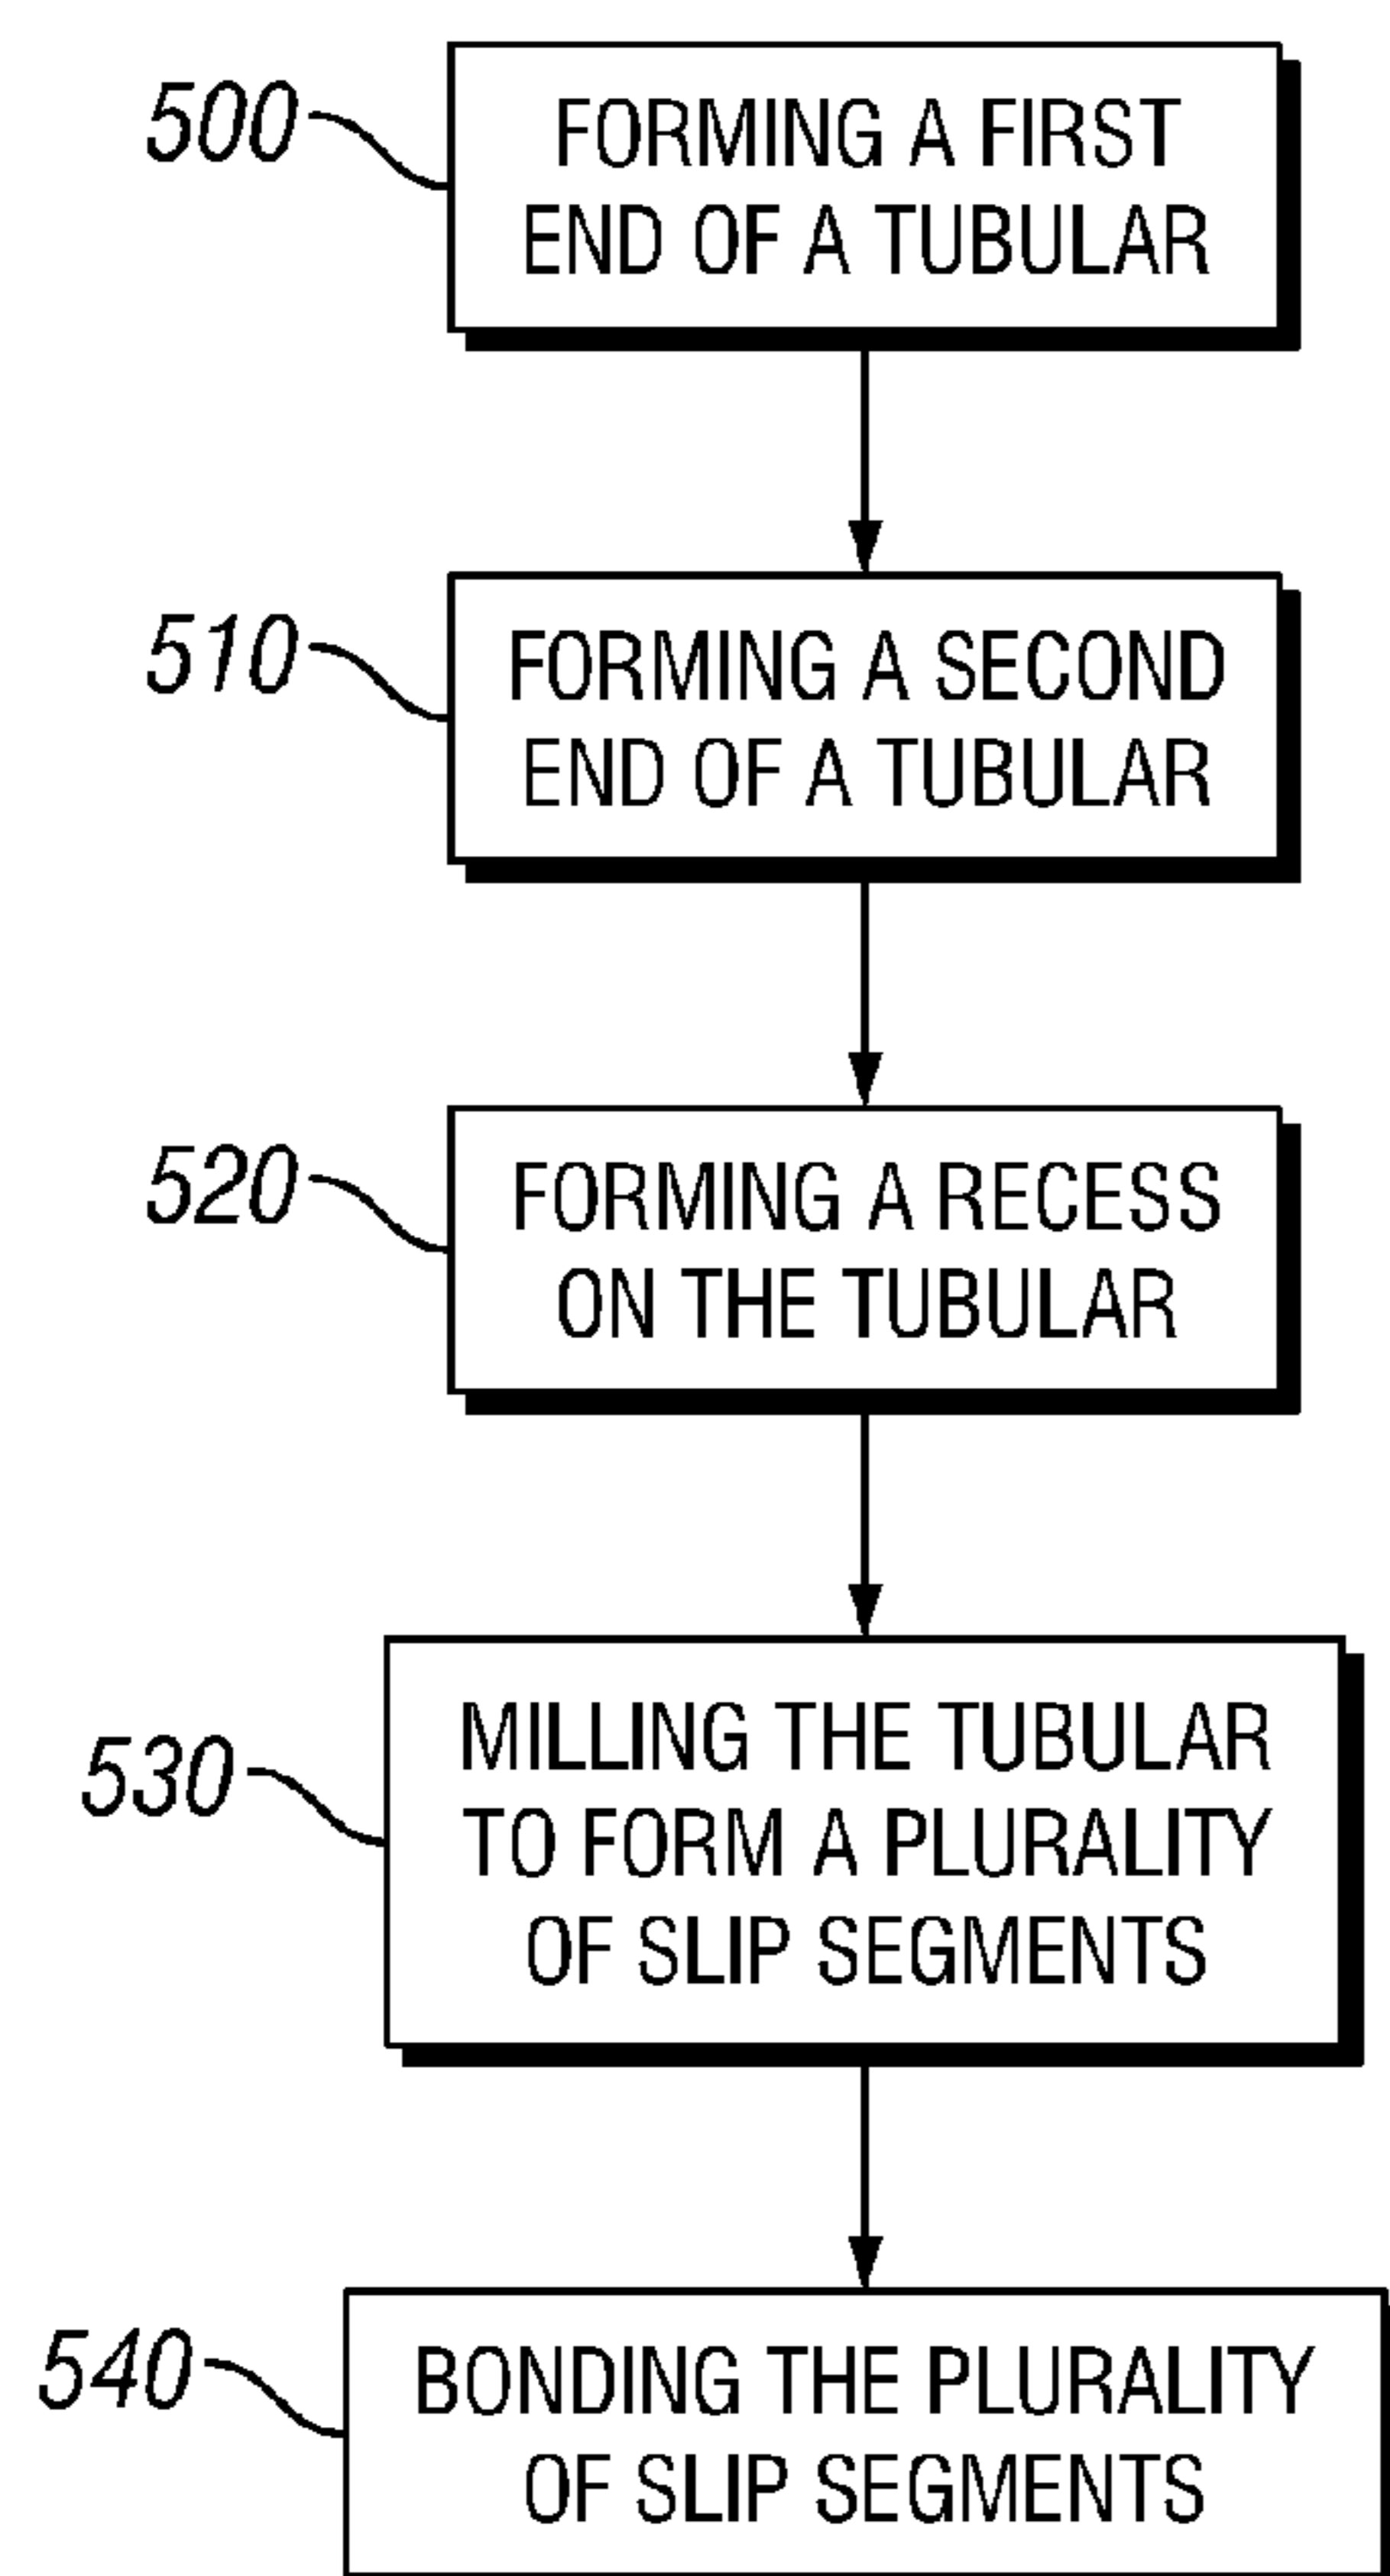 500
FORMING A FIRST
END OF A TUBULAR
510
FORMING A SECOND
END OF A TUBULAR
520
FORMING A RECESS
ON THE TUBULAR
530
MILLING THE TUBULAR
TO FORM A PLURALITY
OF SLIP SEGMENTS
540
BONDING THE PLURALITY
OF SLIP SEGMENTS